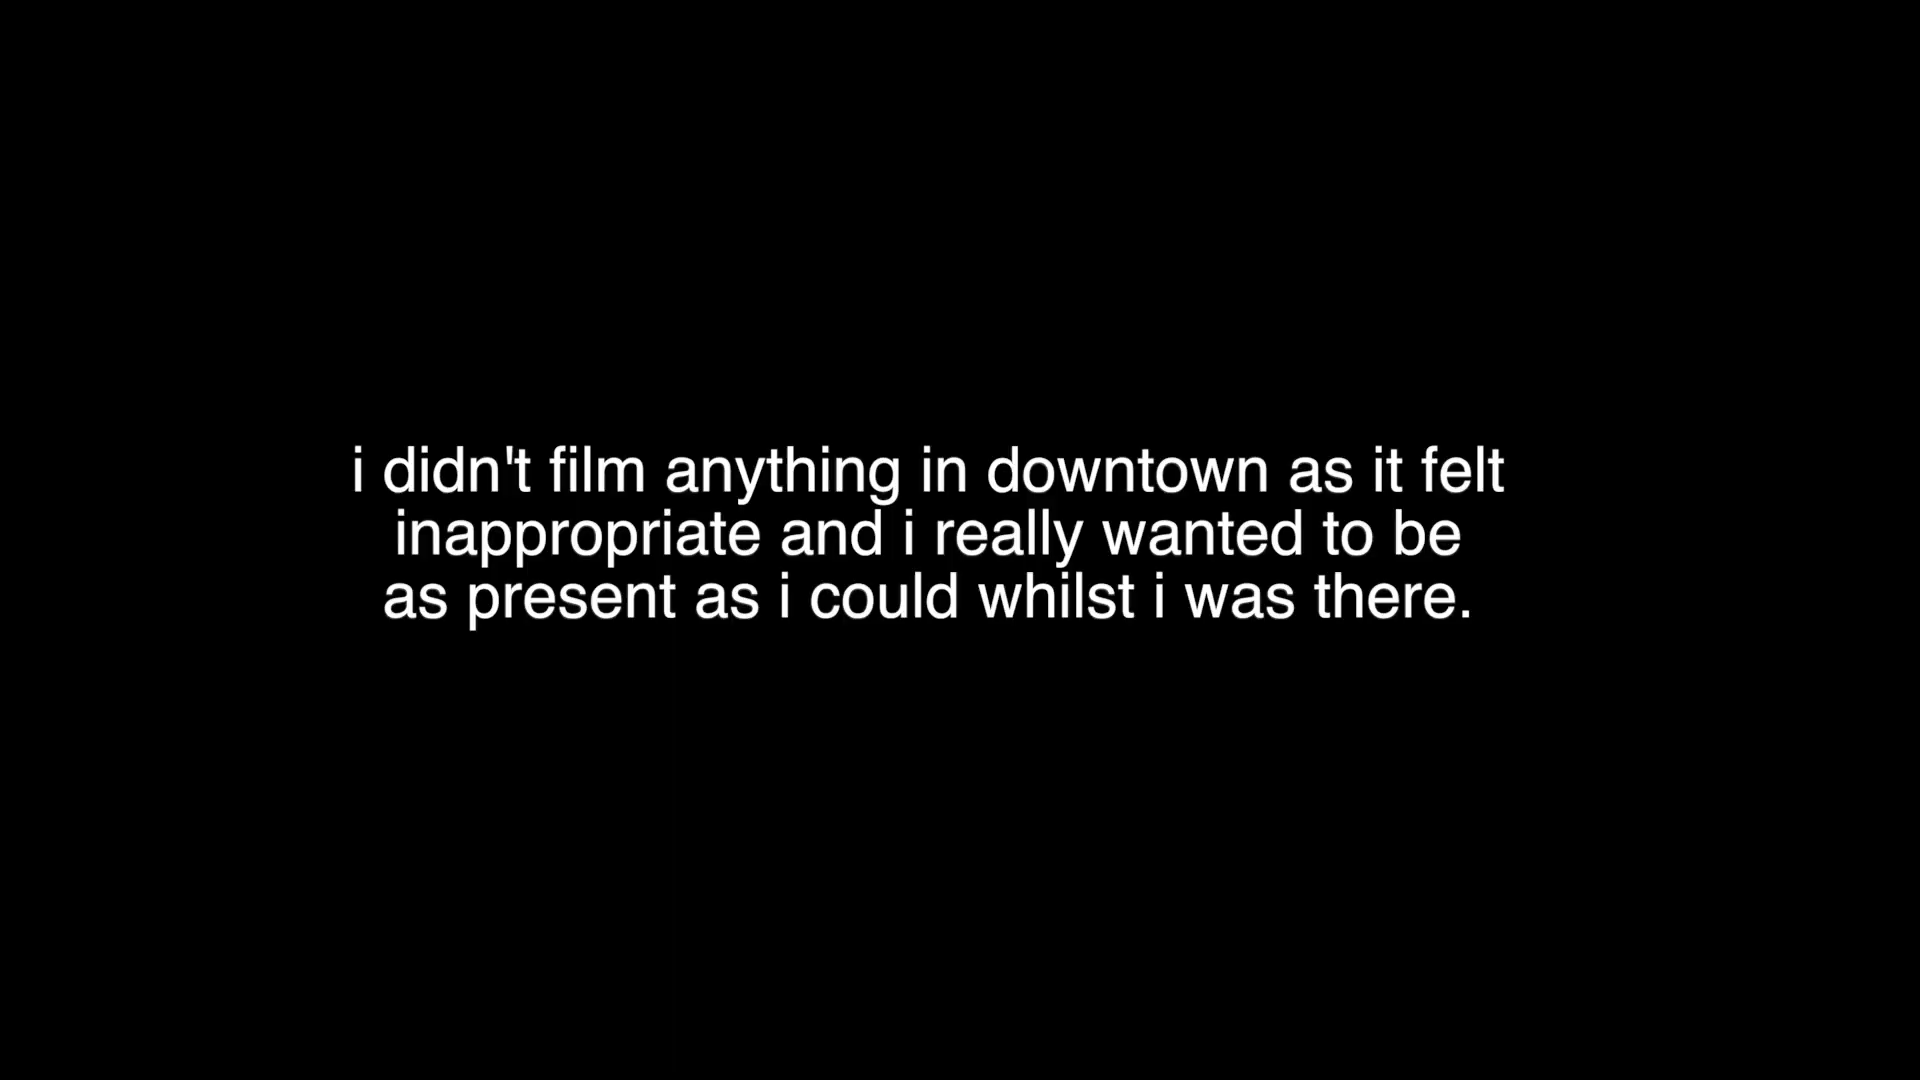 i didn't film anything in downtown as it felt
inappropriate and i really wanted to be
as present as i could whilst i was there.